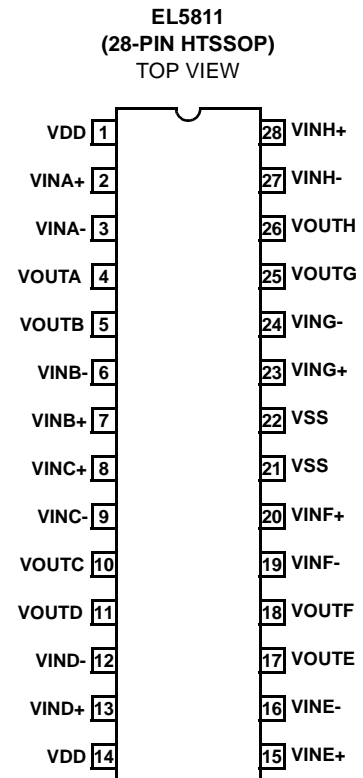 EL5811
(28-PIN HTSSOP)
TOP VIEW
VDD 1 28 VINH+
VINA+ 2 27 VINH-
VINA- 3 26 VOUTH
VOUTA 4 25 VOUTG
VOUTB 5 24 VING-
VINB- 6 23 VING+
VINB+ 7 22 VSS
VINC+ 8 21 VSS
VINC- 9 20 VINF+
VOUTC 10 19 VINF-
VOUTD 11 18 VOUTF
VIND- 12 17 VOUTE
VIND+ 13 16 VINE-
VDD 14 15 VINE+